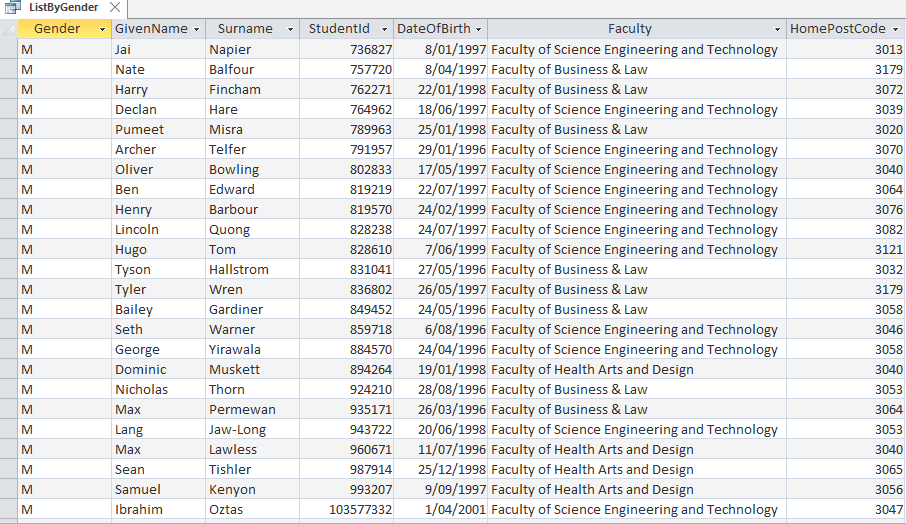 ListByGender
Gender GivenName Surname StudentId DateOfBirth Faculty HomePostCode
M Jai Napier 736827 8/01/1997 Faculty of Science Engineering and Technology 3013
M Nate Balfour 757720 8/04/1997 Faculty of Business & Law 3179
M Harry Fincham 762271 22/01/1998 Faculty of Business & Law 3072
M Declan Hare 764962 18/06/1997 Faculty of Science Engineering and Technology 3039
M Pumeet Misra 789963 25/01/1998 Faculty of Business & Law 3020
M Archer Telfer 791957 29/01/1996 Faculty of Science Engineering and Technology 3070
M Oliver Bowling 802833 17/05/1997 Faculty of Science Engineering and Technology 3040
M Ben Edward 819219 22/07/1997 Faculty of Science Engineering and Technology 3064
M Henry Barbour 819570 24/02/1999 Faculty of Science Engineering and Technology 3076
M Lincoln Quong 828238 24/07/1997 Faculty of Science Engineering and Technology 3082
M Hugo Tom 828610 7/06/1999 Faculty of Science Engineering and Technology 3121
M Tyson Hallstrom 831041 27/05/1996 Faculty of Business & Law 3032
M Tyler Wren 836802 26/05/1997 Faculty of Business & Law 3179
M Bailey Gardiner 849452 24/05/1996 Faculty of Business & Law 3058
M Seth Warner 859718 6/08/1996 Faculty of Science Engineering and Technology 3046
M George Yirawala 884570 24/04/1996 Faculty of Science Engineering and Technology 3058
M Dominic Muskett 894264 19/01/1998 Faculty of Health Arts and Design 3040
M Nicholas Thorn 924210 28/08/1996 Faculty of Business & Law 3053
M Max Permewan 935171 26/03/1996 Faculty of Business & Law 3064
M Lang Jaw-Long 943722 20/06/1998 Faculty of Science Engineering and Technology 3053
M Max Lawless 960671 11/07/1996 Faculty of Health Arts and Design 3040
M Sean Tishler 987914 25/12/1998 Faculty of Health Arts and Design 3065
M Samuel Kenyon 993207 9/09/1997 Faculty of Health Arts and Design 3056
M Ibrahim Oztas 103577332 1/04/2001 Faculty of Science Engineering and Technology 3047